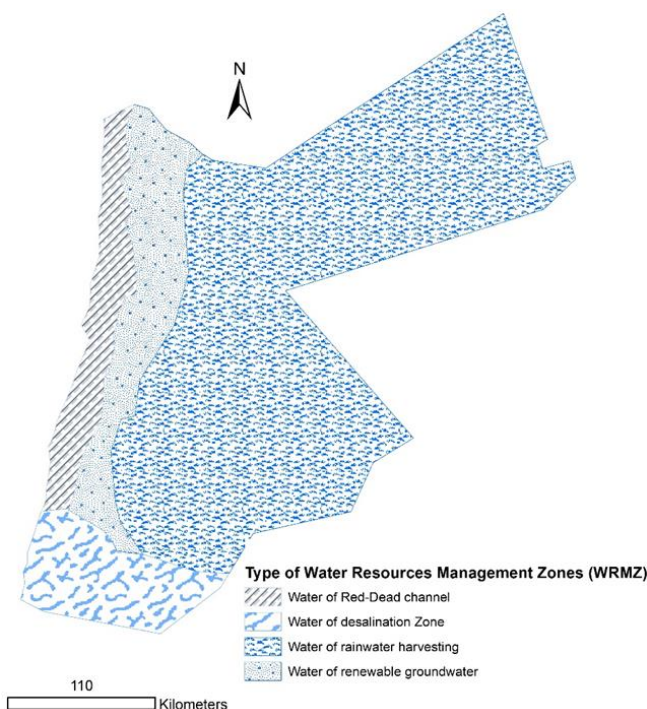 N
Type of Water Resources Management Zones (WRMZ)
Water of Red-Dead channel
Water of desalination Zone
Water of rainwater harvesting
Water of renewable groundwater
110
Kilometers